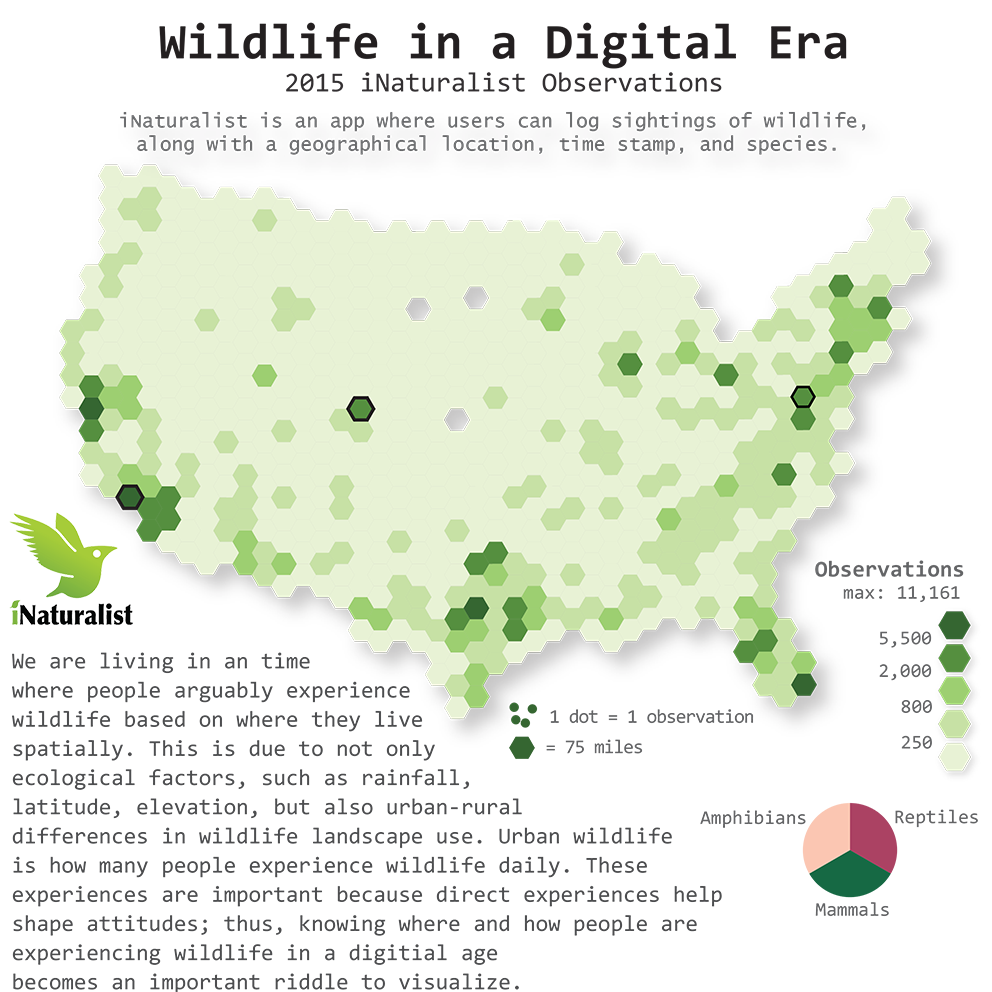 Wildlife in a Digital Era
2015 iNaturalist Observations
iNaturalist is an app where users can log sightings of wildlife,
along with a geographical location, time stamp, and species.
iNaturalist
Observations
max: 11,161
5,500
2,000
800
250
We are living in an time
where people arguably experience
wildlife based on where they live
spatially. This is due to not only
ecological factors, such as rainfall,
latitude, elevation, but also urban-rural
differences in wildlife landscape use. Urban wildlife
is how many people experience wildlife daily. These
experiences are important because direct experiences help
shape attitudes; thus, knowing where and how people are
experiencing wildlife in a digitial age
becomes an important riddle to visualize.
1 dot = 1 observation
= 75 miles
Amphibians
Reptiles
Mammals